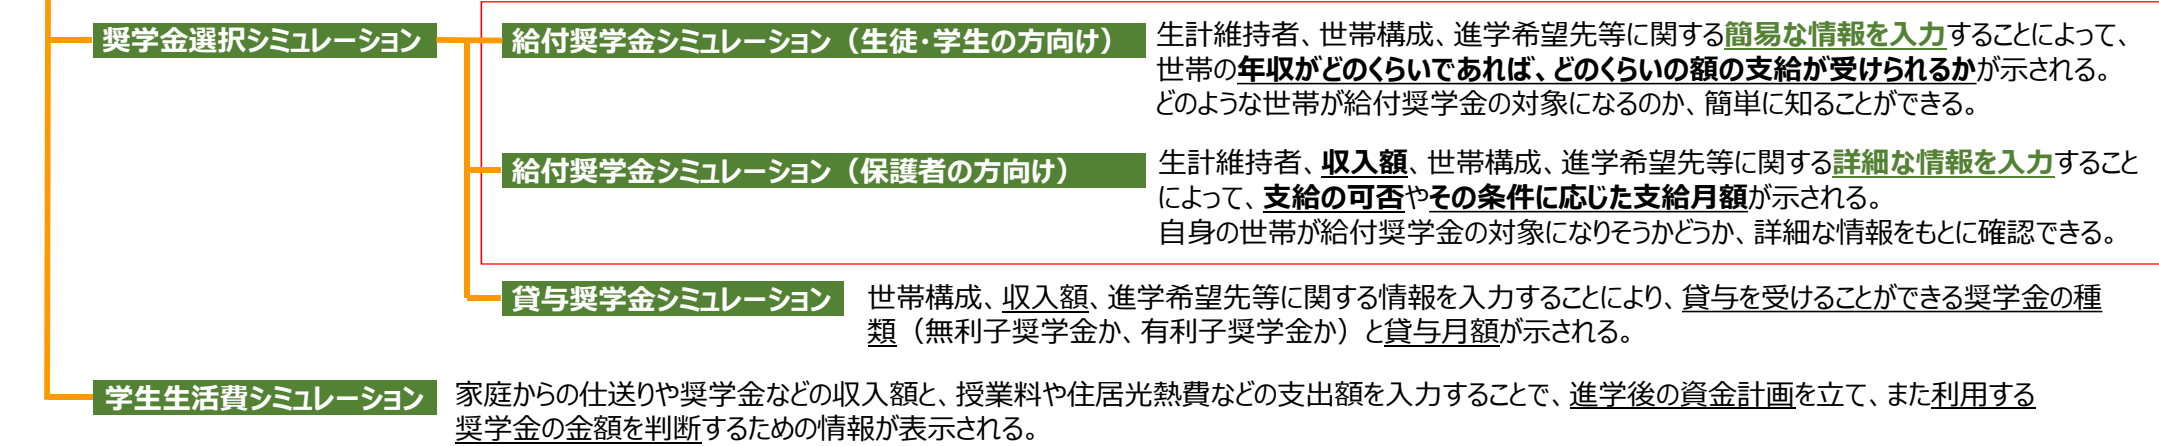 奨学金選択シミュレーション
給付奨学金シミュレーション（生徒・学生の方向け）
生計維持者、世帯構成、進学希望先等に関する簡易な情報を入力することによって、
世帯の年収がどのくらいであれば、どのくらいの額の支給が受けられるかが示される。
どのような世帯が給付奨学金の対象になるのか、簡単に知ることができる。
給付奨学金シミュレーション（保護者の方向け）
生計維持者、収入額、世帯構成、進学希望先等に関する詳細な情報を入力すること
によって、支給の可否やその条件に応じた支給月額が示される。
自身の世帯が給付奨学金の対象になりそうかどうか、詳細な情報をもとに確認できる。
貸与奨学金シミュレーション
世帯構成、収入額、進学希望先等に関する情報を入力することにより、貸与を受けることができる奨学金の種
類（無利子奨学金か、有利子奨学金か）と貸与月額が示される。
学生生活費シミュレーション
家庭からの仕送りや奨学金などの収入額と、授業料や住居光熱費などの支出額を入力することで、進学後の資金計画を立て、また利用する
奨学金の金額を判断するための情報が表示される。